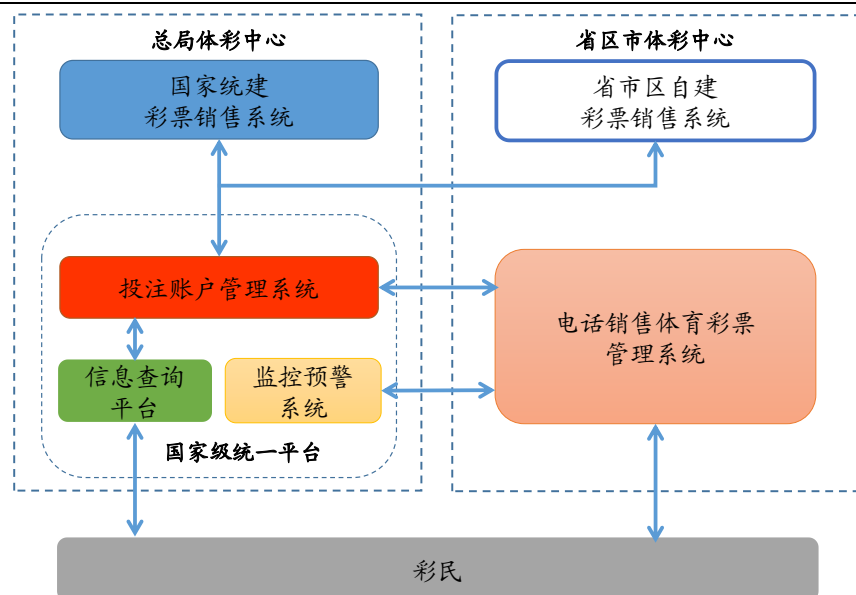 总局体彩中心
省区市体彩中心
国家统建
彩票销售系统
省市区自建
彩票销售系统
投注账户管理系统
电话销售体育彩票
管理系统
信息查询
平台
监控预警
系统
国家级统一平台
彩民